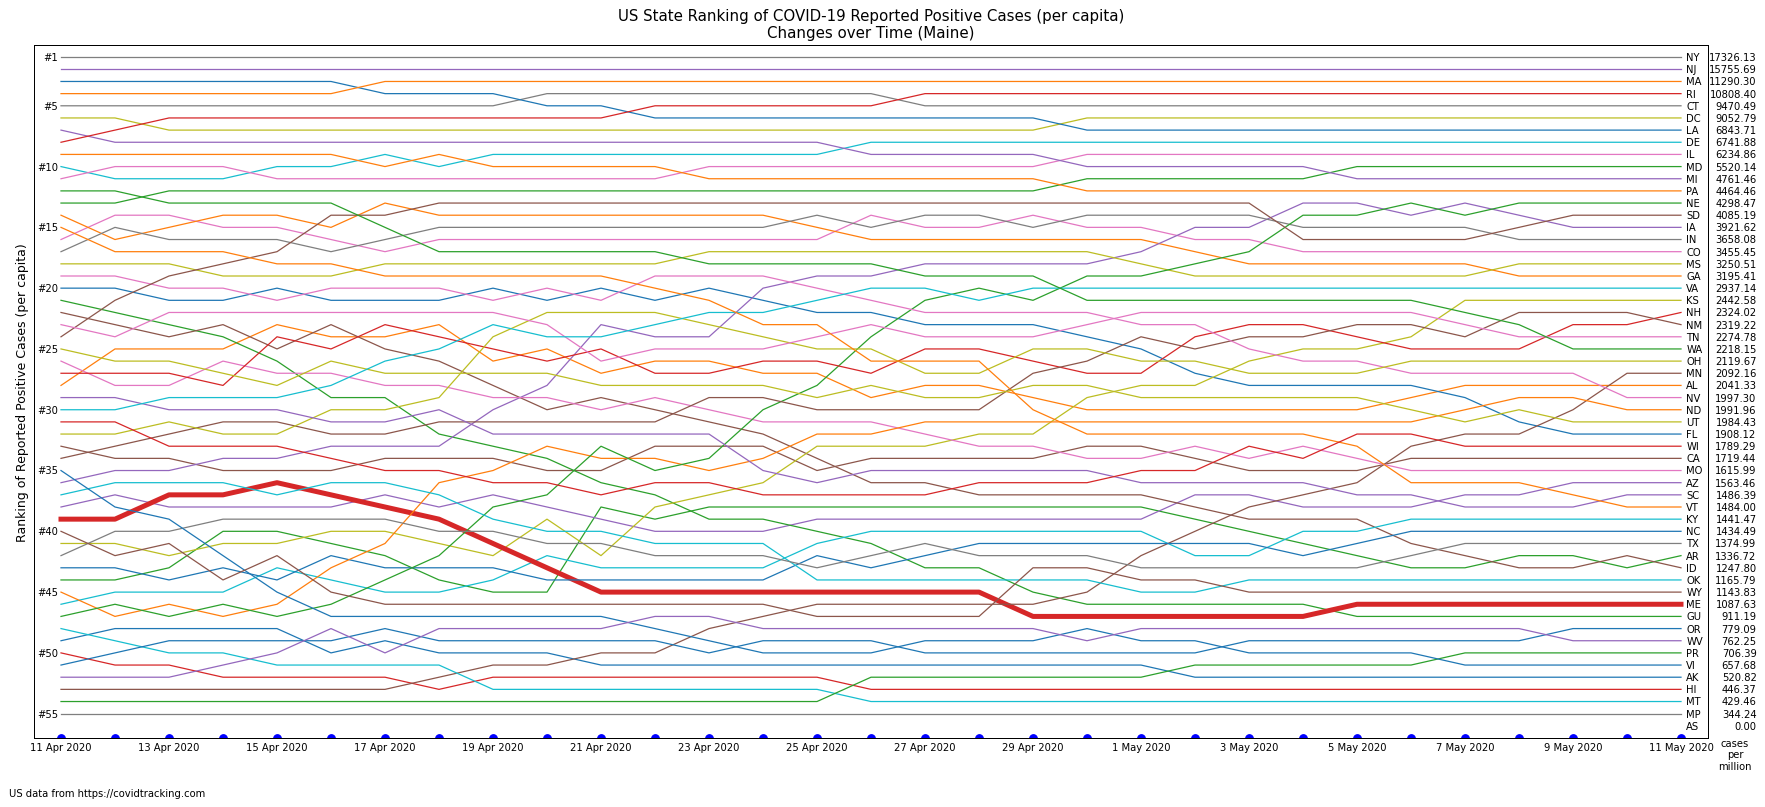 US State Ranking of COVID-19 Reported Positive Cases (per capita)
Changes over Time (Maine)
Ranking of Reported Positive Cases (per capita)
#1
#5
#10
#15
#20
#25
#30
#35
#40
#45
#50
#55
NY 17326.13
NJ 15755.69
MA 11290.30
RI 10808.40
CT 9470.49
DC 9052.79
LA 6843.71
DE 6741.88
IL 6234.86
MD 5520.14
MI 4761.46
PA 4464.46
NE 4298.47
SD 4085.19
IA 3921.62
IN 3658.08
CO 3455.45
MS 3250.51
GA 3195.41
VA 2937.14
KS 2442.58
NH 2324.02
NM 2319.22
TN 2274.78
WA 2218.15
OH 2119.67
MN 2092.16
AL 2041.33
NV 1997.30
ND 1991.96
UT 1984.43
FL 1908.12
WI 1789.29
CA 1719.44
MO 1615.99
AZ 1563.46
SC 1486.39
VT 1484.00
KY 1441.47
NC 1434.49
TX 1374.99
AR 1336.72
ID 1247.80
OK 1165.79
WY 1143.83
ME 1087.63
GU 911.19
OR 779.09
WV 762.25
PR 706.39
VI 657.68
AK 520.82
HI 446.37
MT 429.46
MP 344.24
AS 0.00
11 Apr 2020 13 Apr 2020 15 Apr 2020 17 Apr 2020 19 Apr 2020 21 Apr 2020 23 Apr 2020 25 Apr 2020 27 Apr 2020 29 Apr 2020 1 May 2020 3 May 2020 5 May 2020 7 May 2020 9 May 2020 11 May 2020
cases
per
million
US data from https://covidtracking.com